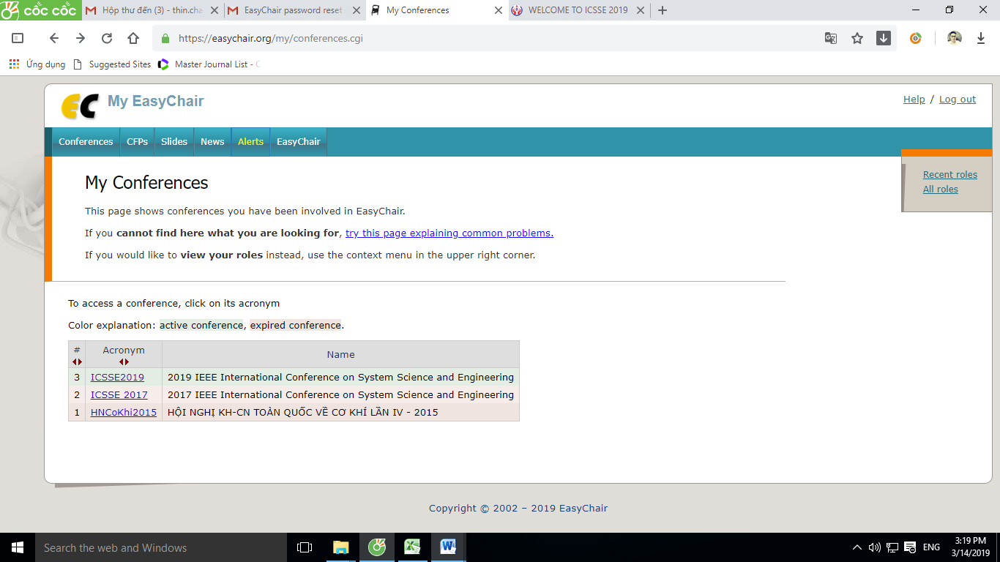 cốc cốc
Hộp thư đến (3) - thin.cha
EasyChair password reset
My Conferences
WELCOME TO ICSSE 2019
https://easychair.org/my/conferences.cgi
Ứng dụng
Suggested Sites
Master Journal List - C
EC
My EasyChair
Help / Log out
Conferences
CFPs
Slides
News
Alerts
EasyChair
Recent roles
All roles
My Conferences
This page shows conferences you have been involved in EasyChair.
If you cannot find here what you are looking for, try this page explaining common problems.
If you would like to view your roles instead, use the context menu in the upper right corner.
To access a conference, click on its acronym
Color explanation: active conference, expired conference.
# Acronym Name
3 ICSSE2019 2019 IEEE International Conference on System Science and Engineering
2 ICSSE 2017 2017 IEEE International Conference on System Science and Engineering
1 HNCoKhi2015 HỘI NGHỊ KH-CN TOÀN QUỐC VỀ CƠ KHÍ LẦN IV - 2015
Copyright © 2002 – 2019 EasyChair
Search the web and Windows
ENG
3:19 PM
3/14/2019